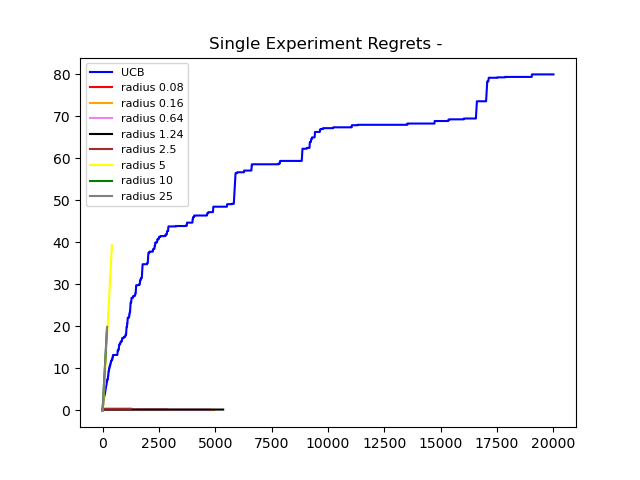 Single Experiment Regrets -
UCB
radius 0.08
radius 0.16
radius 0.64
radius 1.24
radius 2.5
radius 5
radius 10
radius 25
80
70
60
50
40
30
20
10
0
0 2500 5000 7500 10000 12500 15000 17500 20000